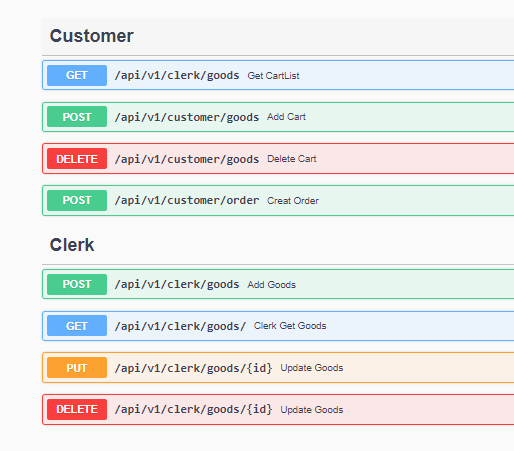 Customer
GET /api/v1/clerk/goods Get CartList
POST /api/v1/customer/goods Add Cart
DELETE /api/v1/customer/goods Delete Cart
POST /api/v1/customer/order Creat Order
Clerk
POST /api/v1/clerk/goods Add Goods
GET /api/v1/clerk/goods/ Clerk Get Goods
PUT /api/v1/clerk/goods/{id} Update Goods
DELETE /api/v1/clerk/goods/{id} Update Goods